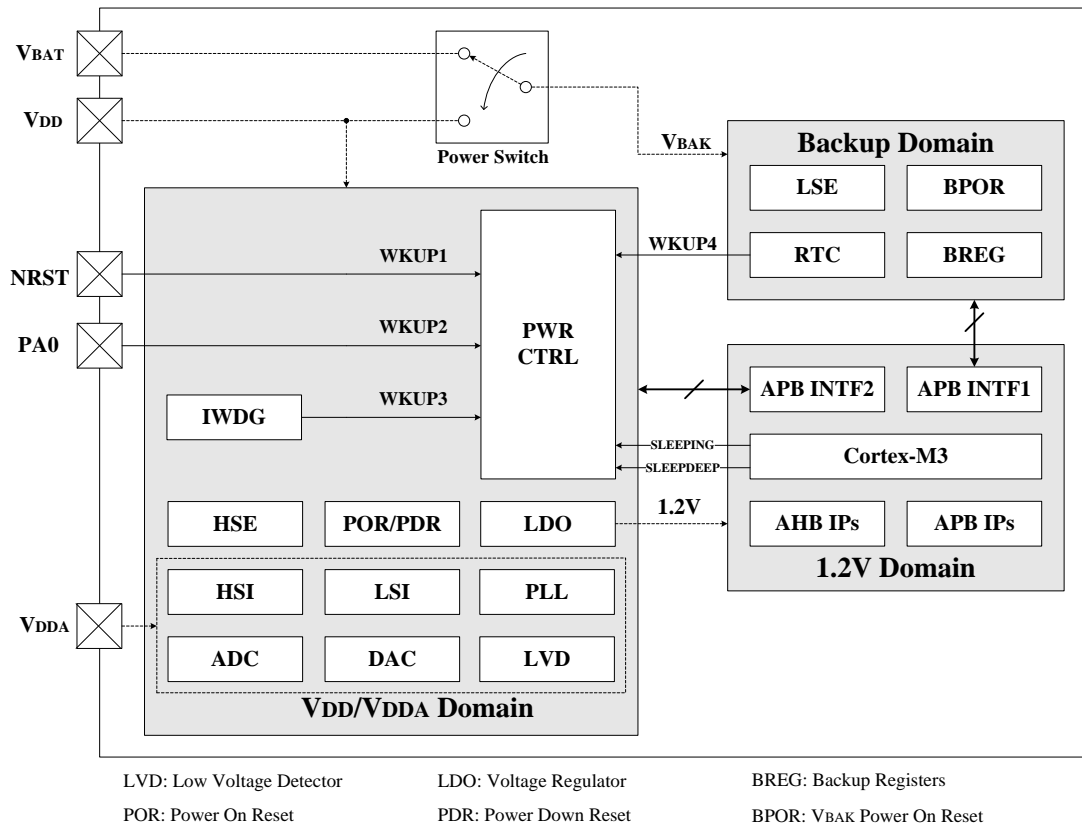 VBAT
VDD
Power Switch
VBAK
Backup Domain
LSE
BPOR
RTC
BREG
WKUP4
NRST
WKUP1
PA0
WKUP2
PWR
CTRL
IWDG
WKUP3
APB INTF2
APB INTF1
SLEEPING
SLEEPDEEP
Cortex-M3
HSE
POR/PDR
LDO
1.2V
AHB IPs
APB IPs
1.2V Domain
HSI
LSI
PLL
VDDA
ADC
DAC
LVD
VDD/VDDA Domain
LVD: Low Voltage Detector
LDO: Voltage Regulator
BREG: Backup Registers
POR: Power On Reset
PDR: Power Down Reset
BPOR: VBAK Power On Reset